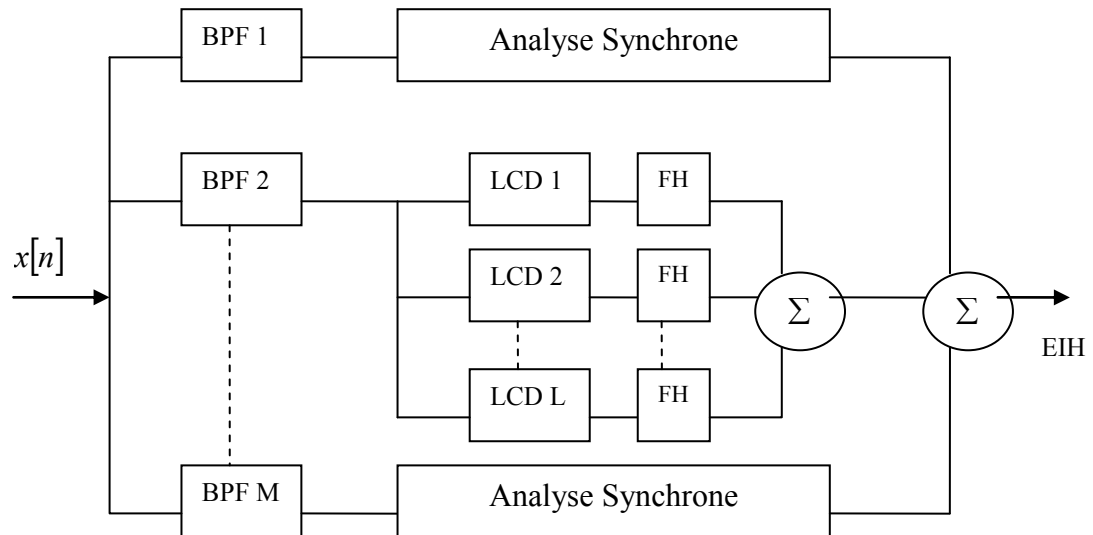 BPF 1
Analyse Synchrone
BPF 2
LCD 1
FH
x[n]
LCD 2
FH
Σ
Σ
EIH
LCD L
FH
BPF M
Analyse Synchrone